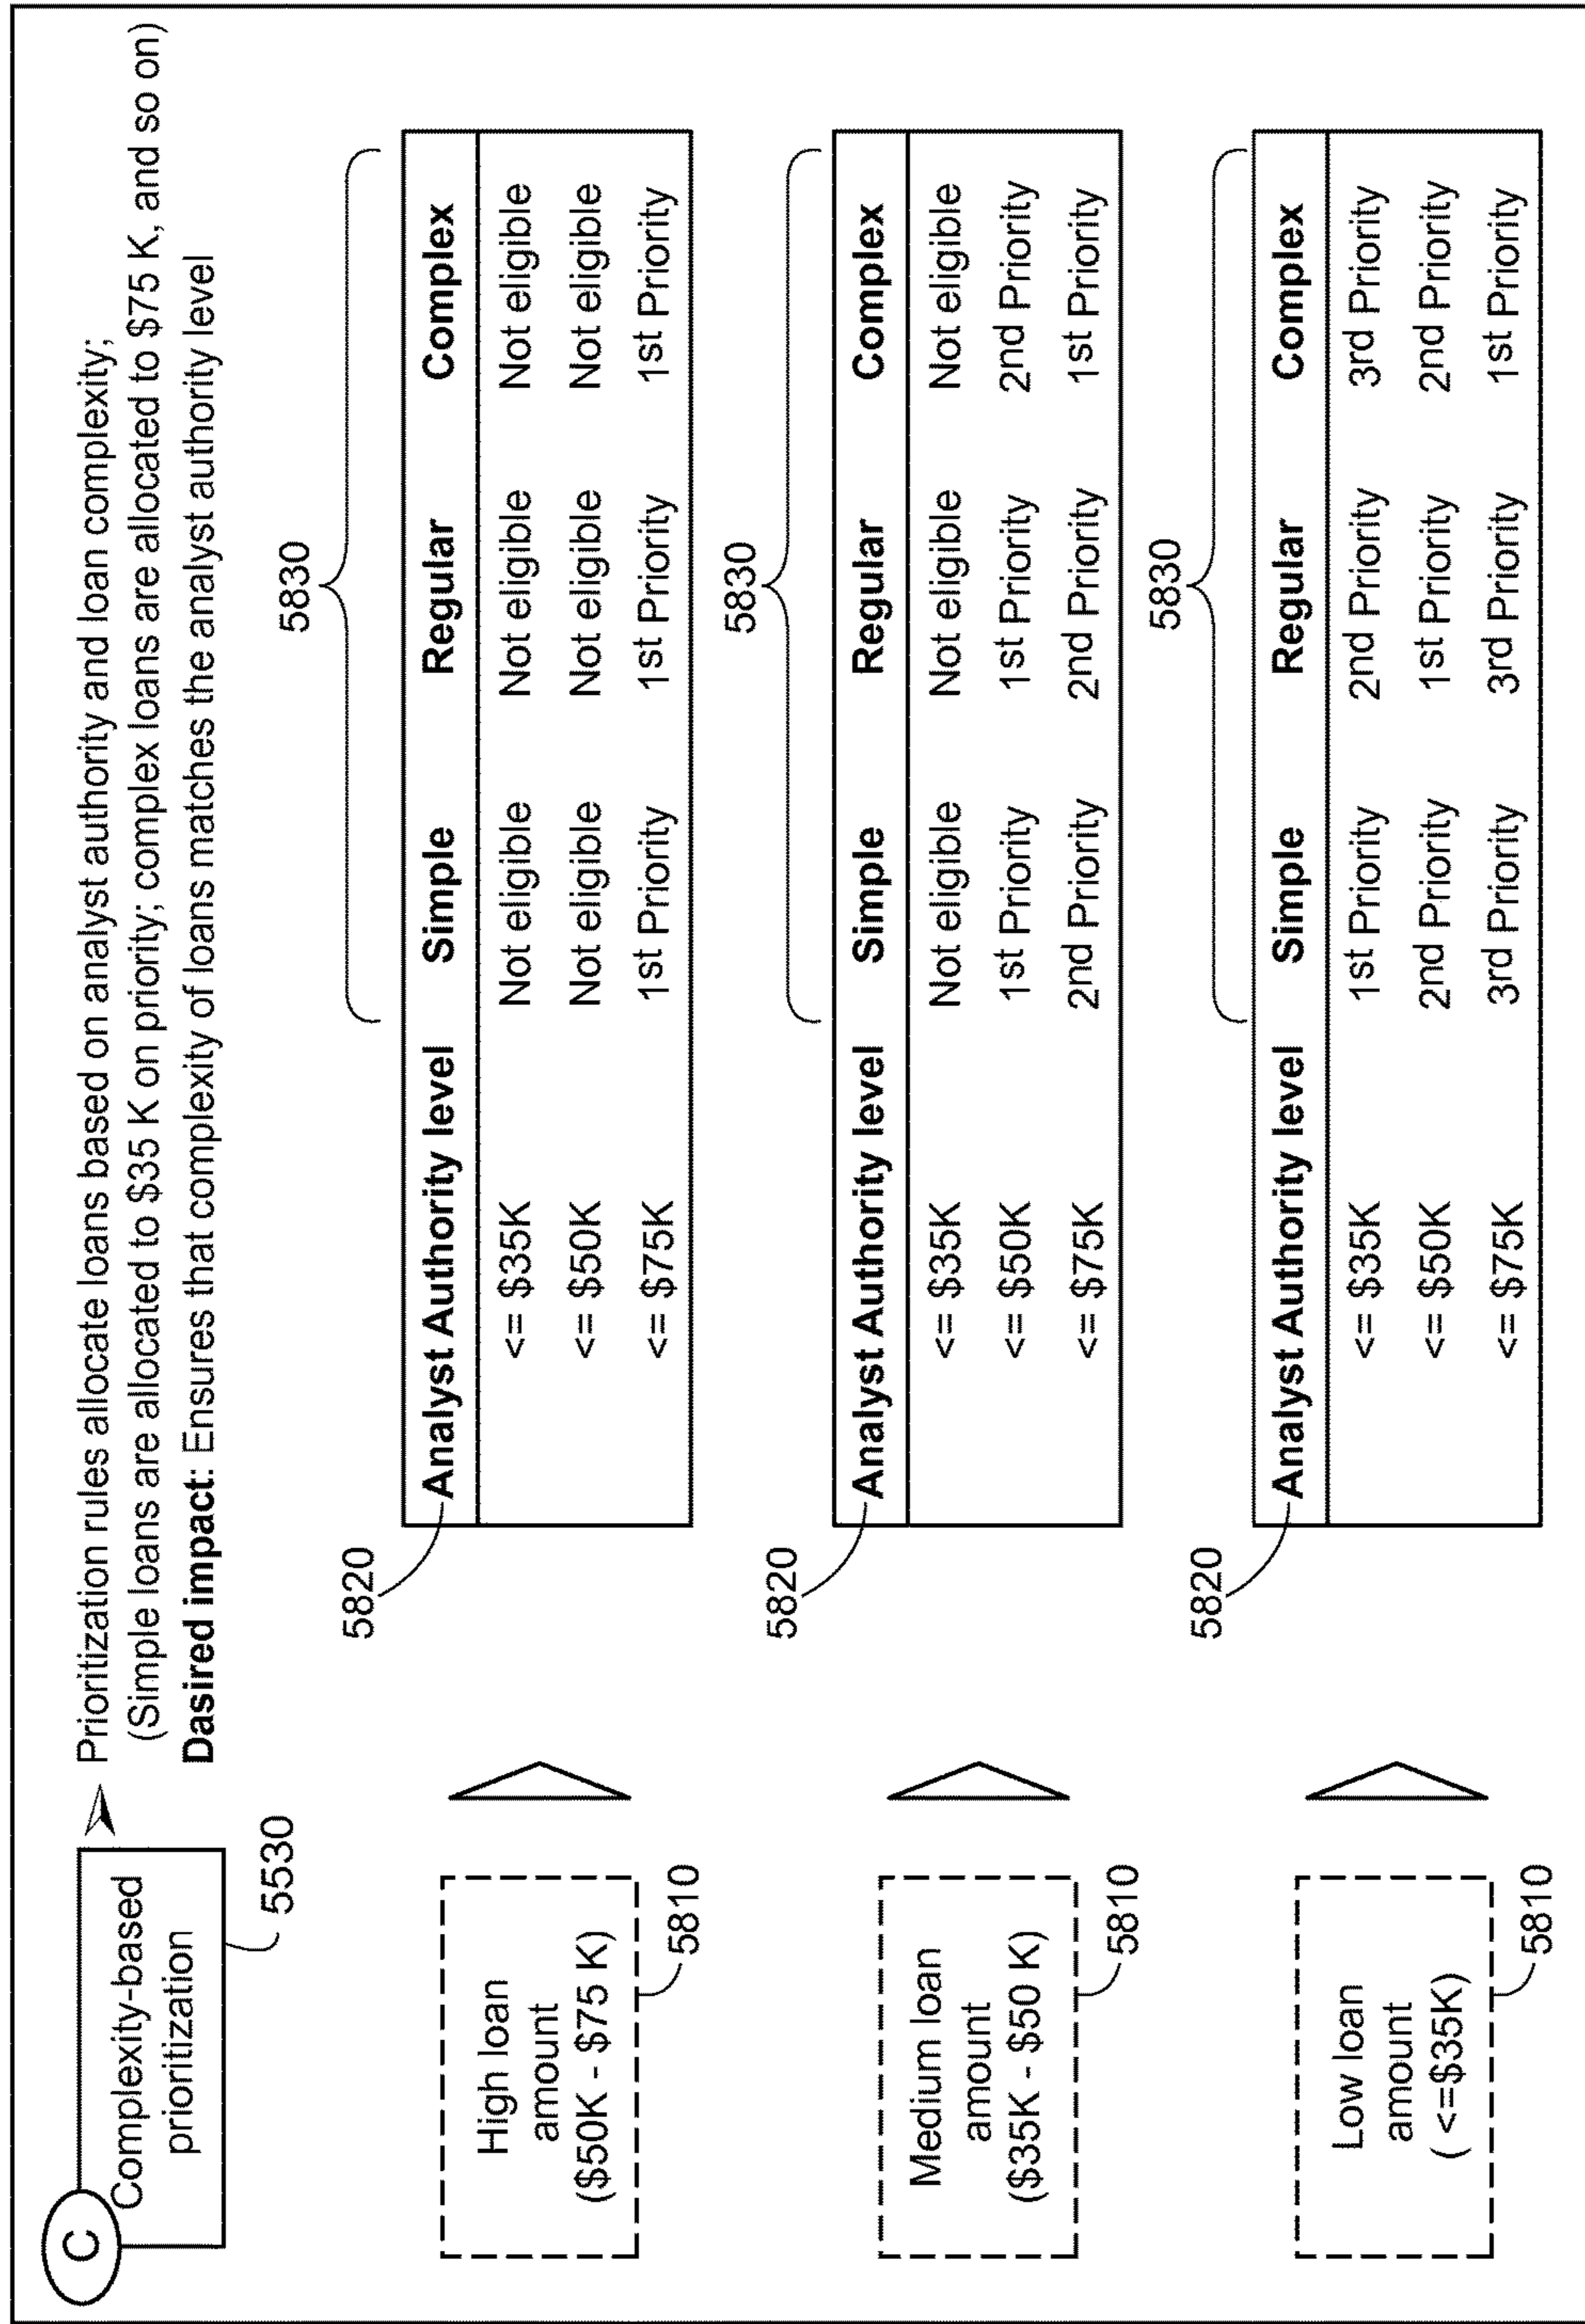 C
Complexity-based
prioritization
5530
Prioritization rules allocate loans based on analyst authority and loan complexity;
(Simple loans are allocated to $35 K on priority; complex loans are allocated to $75 K, and so on)
Dasired impact: Ensures that complexity of loans matches the analyst authority level
High loan
amount
($50K - $75 K)
5810
5820
5830
Analyst Authority level Simple Regular Complex
<= $35K Not eligible Not eligible Not eligible
<= $50K Not eligible Not eligible Not eligible
<= $75K 1st Priority 1st Priority 1st Priority
Medium loan
amount
($35K - $50 K)
5810
5820
5830
Analyst Authority level Simple Regular Complex
<= $35K Not eligible Not eligible Not eligible
<= $50K 1st Priority 1st Priority 2nd Priority
<= $75K 2nd Priority 2nd Priority 1st Priority
Low loan
amount
( <=$35K)
5810
5820
5830
Analyst Authority level Simple Regular Complex
<= $35K 1st Priority 2nd Priority 3rd Priority
<= $50K 2nd Priority 1st Priority 2nd Priority
<= $75K 3rd Priority 3rd Priority 1st Priority